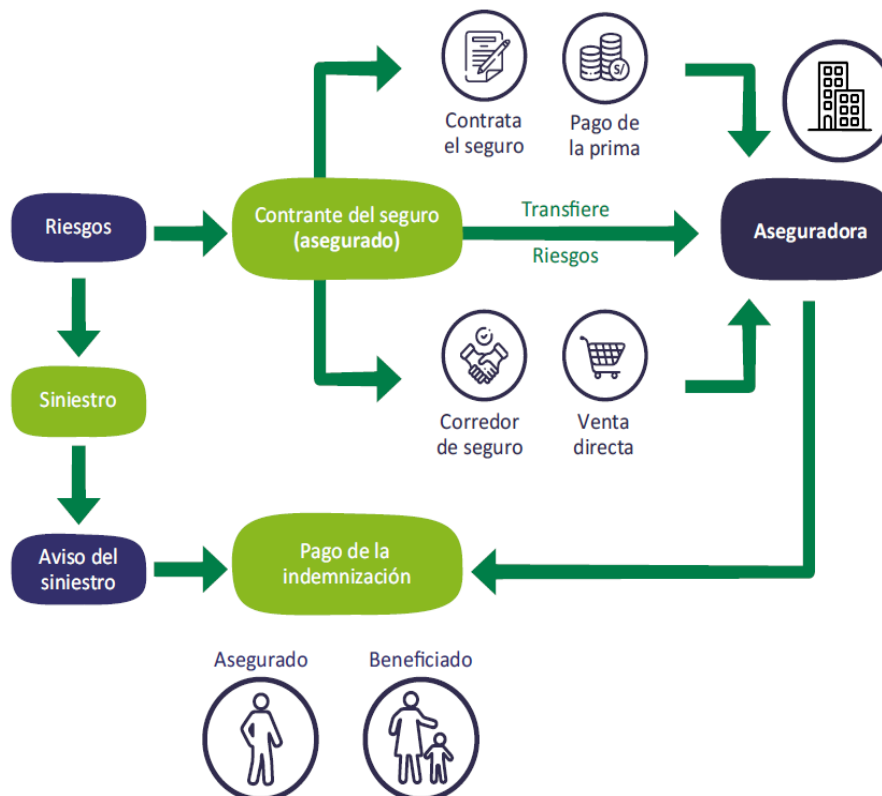 Contrata
el seguro
Pago de
la prima
S/
Riesgos
Contrante del seguro
(asegurado)
Transfiere
Riesgos
Aseguradora
Siniestro
Corredor
de seguro
Venta
directa
Aviso del
siniestro
Pago de la
indemnización
Asegurado
Beneficiado